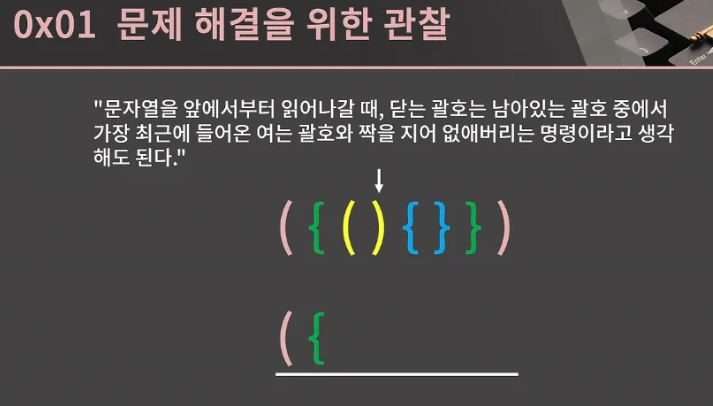 0x01 문제 해결을 위한 관찰
"문자열을 앞에서부터 읽어나갈 때, 닫는 괄호는 남아있는 괄호 중에서
가장 최근에 들어온 여는 괄호와 짝을 지어 없애버리는 명령이라고 생각
해도 된다."
( { ( ) { } } )
( {
Enter